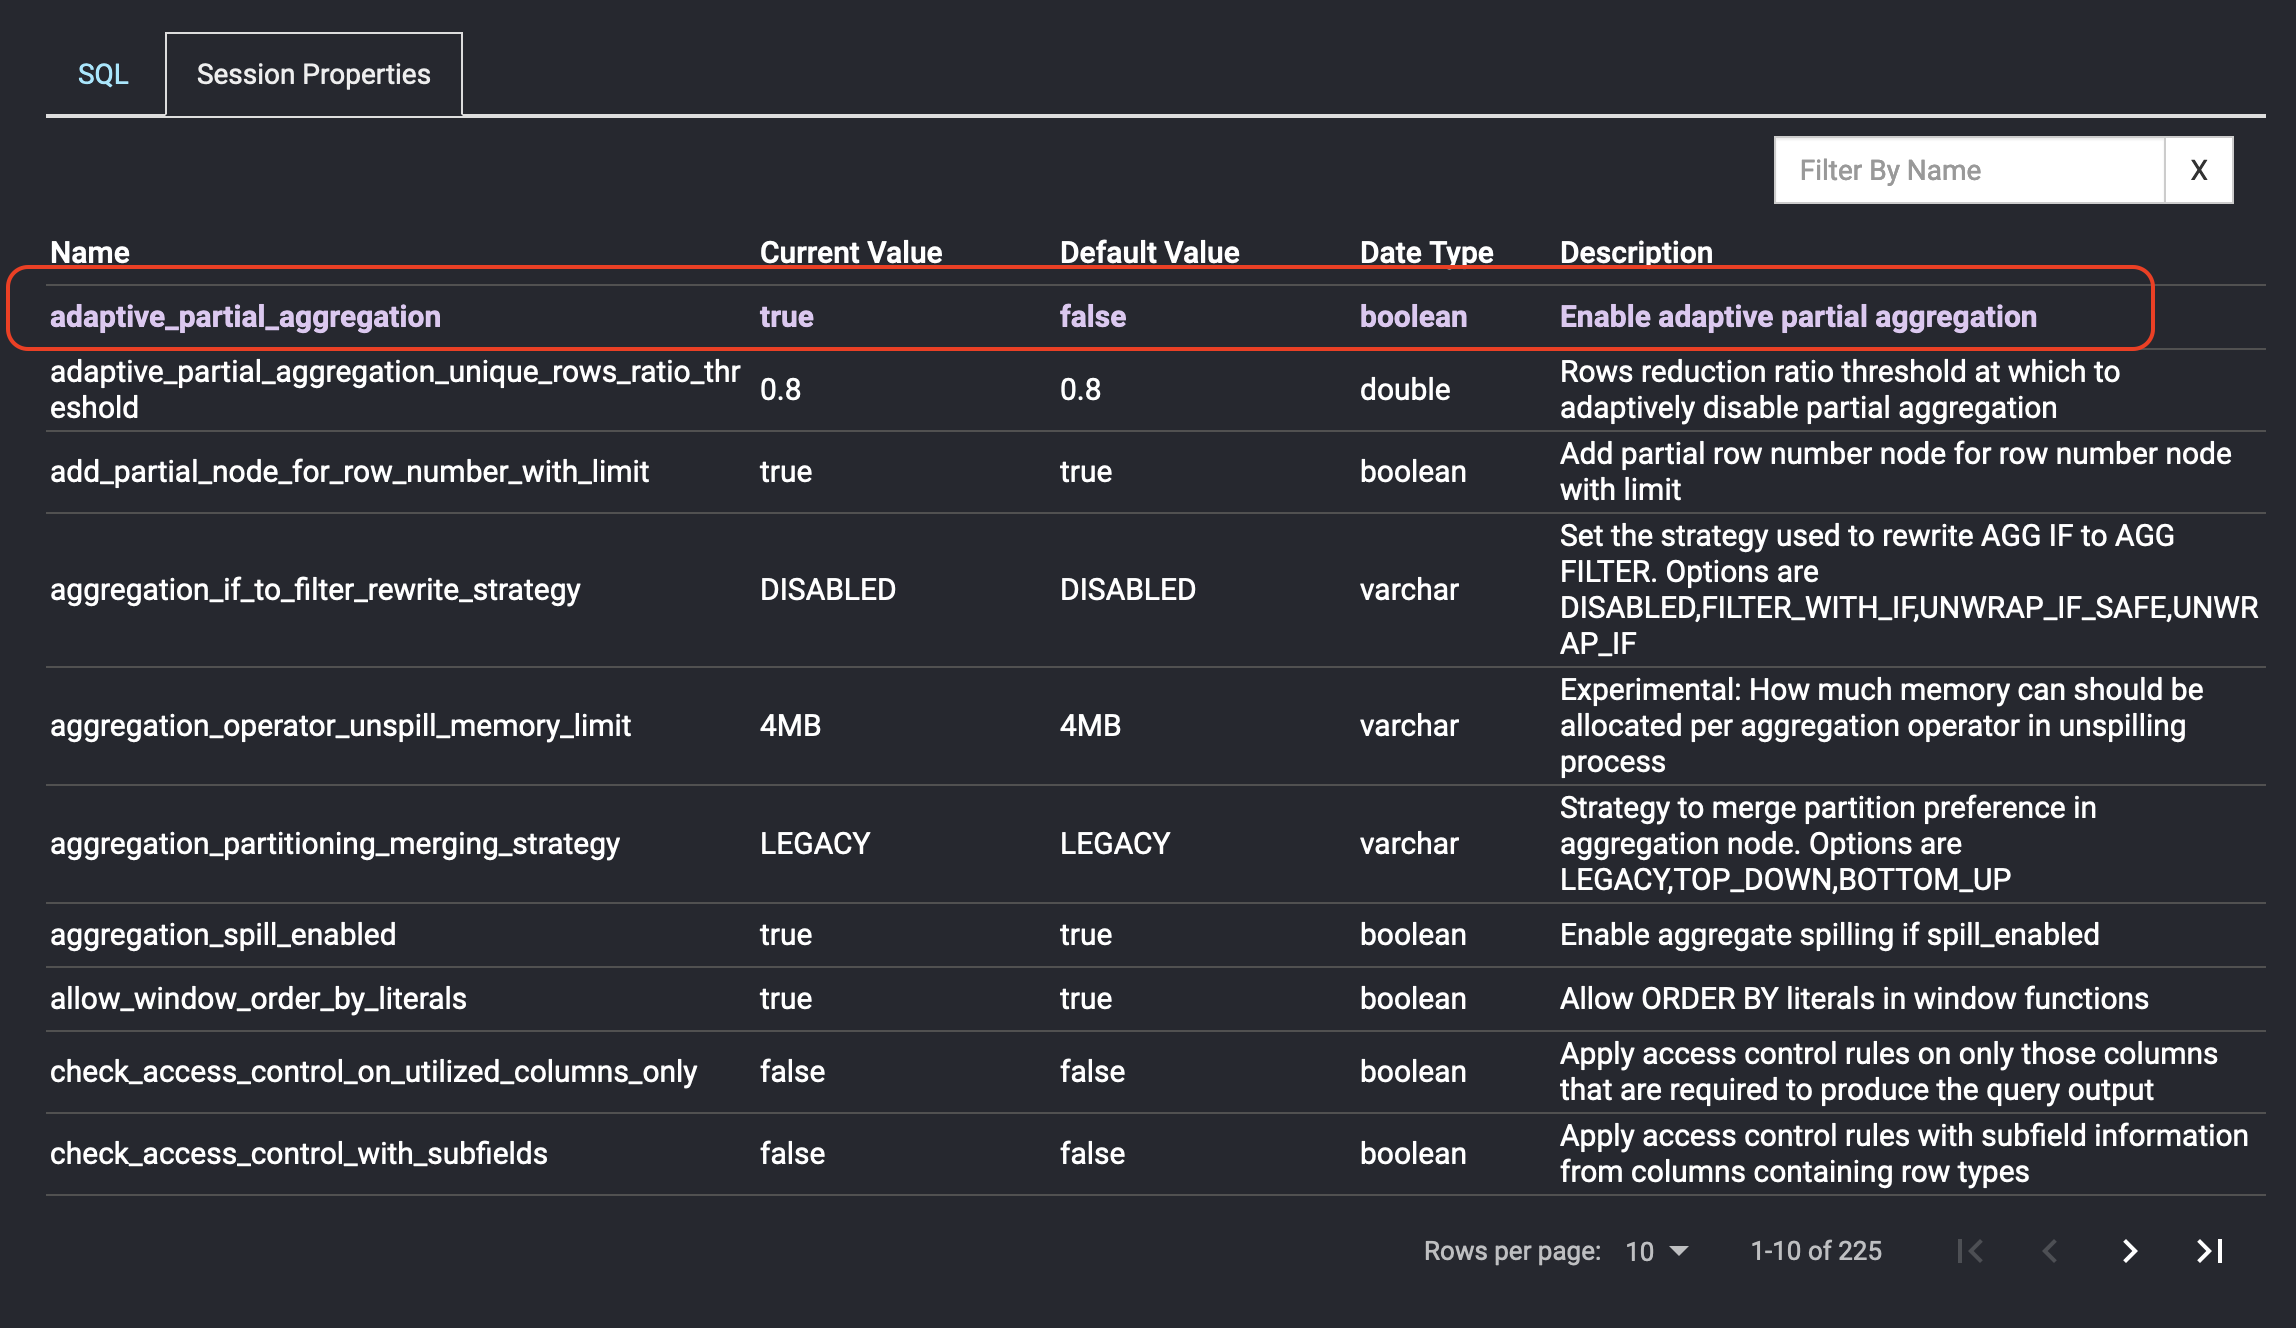 SQL
Session Properties
Filter By Name
X
Name Current Value Default Value Date Type Description
adaptive_partial_aggregation true false boolean Enable adaptive partial aggregation
adaptive_partial_aggregation_unique_rows_ratio_thr
eshold
0.8 0.8 double
Rows reduction ratio threshold at which to
adaptively disable partial aggregation
add_partial_node_for_row_number_with_limit true true boolean
Add partial row number node for row number node
with limit
aggregation_if_to_filter_rewrite_strategy DISABLED DISABLED varchar
Set the strategy used to rewrite AGG IF to AGG
FILTER. Options are
DISABLED,FILTER_WITH_IF,UNWRAP_IF_SAFE,UNWR
AP_IF
aggregation_operator_unspill_memory_limit 4MB 4MB varchar
Experimental: How much memory can should be
allocated per aggregation operator in unspilling
process
aggregation_partitioning_merging_strategy LEGACY LEGACY varchar
Strategy to merge partition preference in
aggregation node. Options are
LEGACY,TOP_DOWN,BOTTOM_UP
aggregation_spill_enabled true true boolean Enable aggregate spilling if spill_enabled
allow_window_order_by_literals true true boolean Allow ORDER BY literals in window functions
check_access_control_on_utilized_columns_only false false boolean
Apply access control rules on only those columns
that are required to produce the query output
check_access_control_with_subfields false false boolean
Apply access control rules with subfield information
from columns containing row types
Rows per page: 10 1-10 of 225